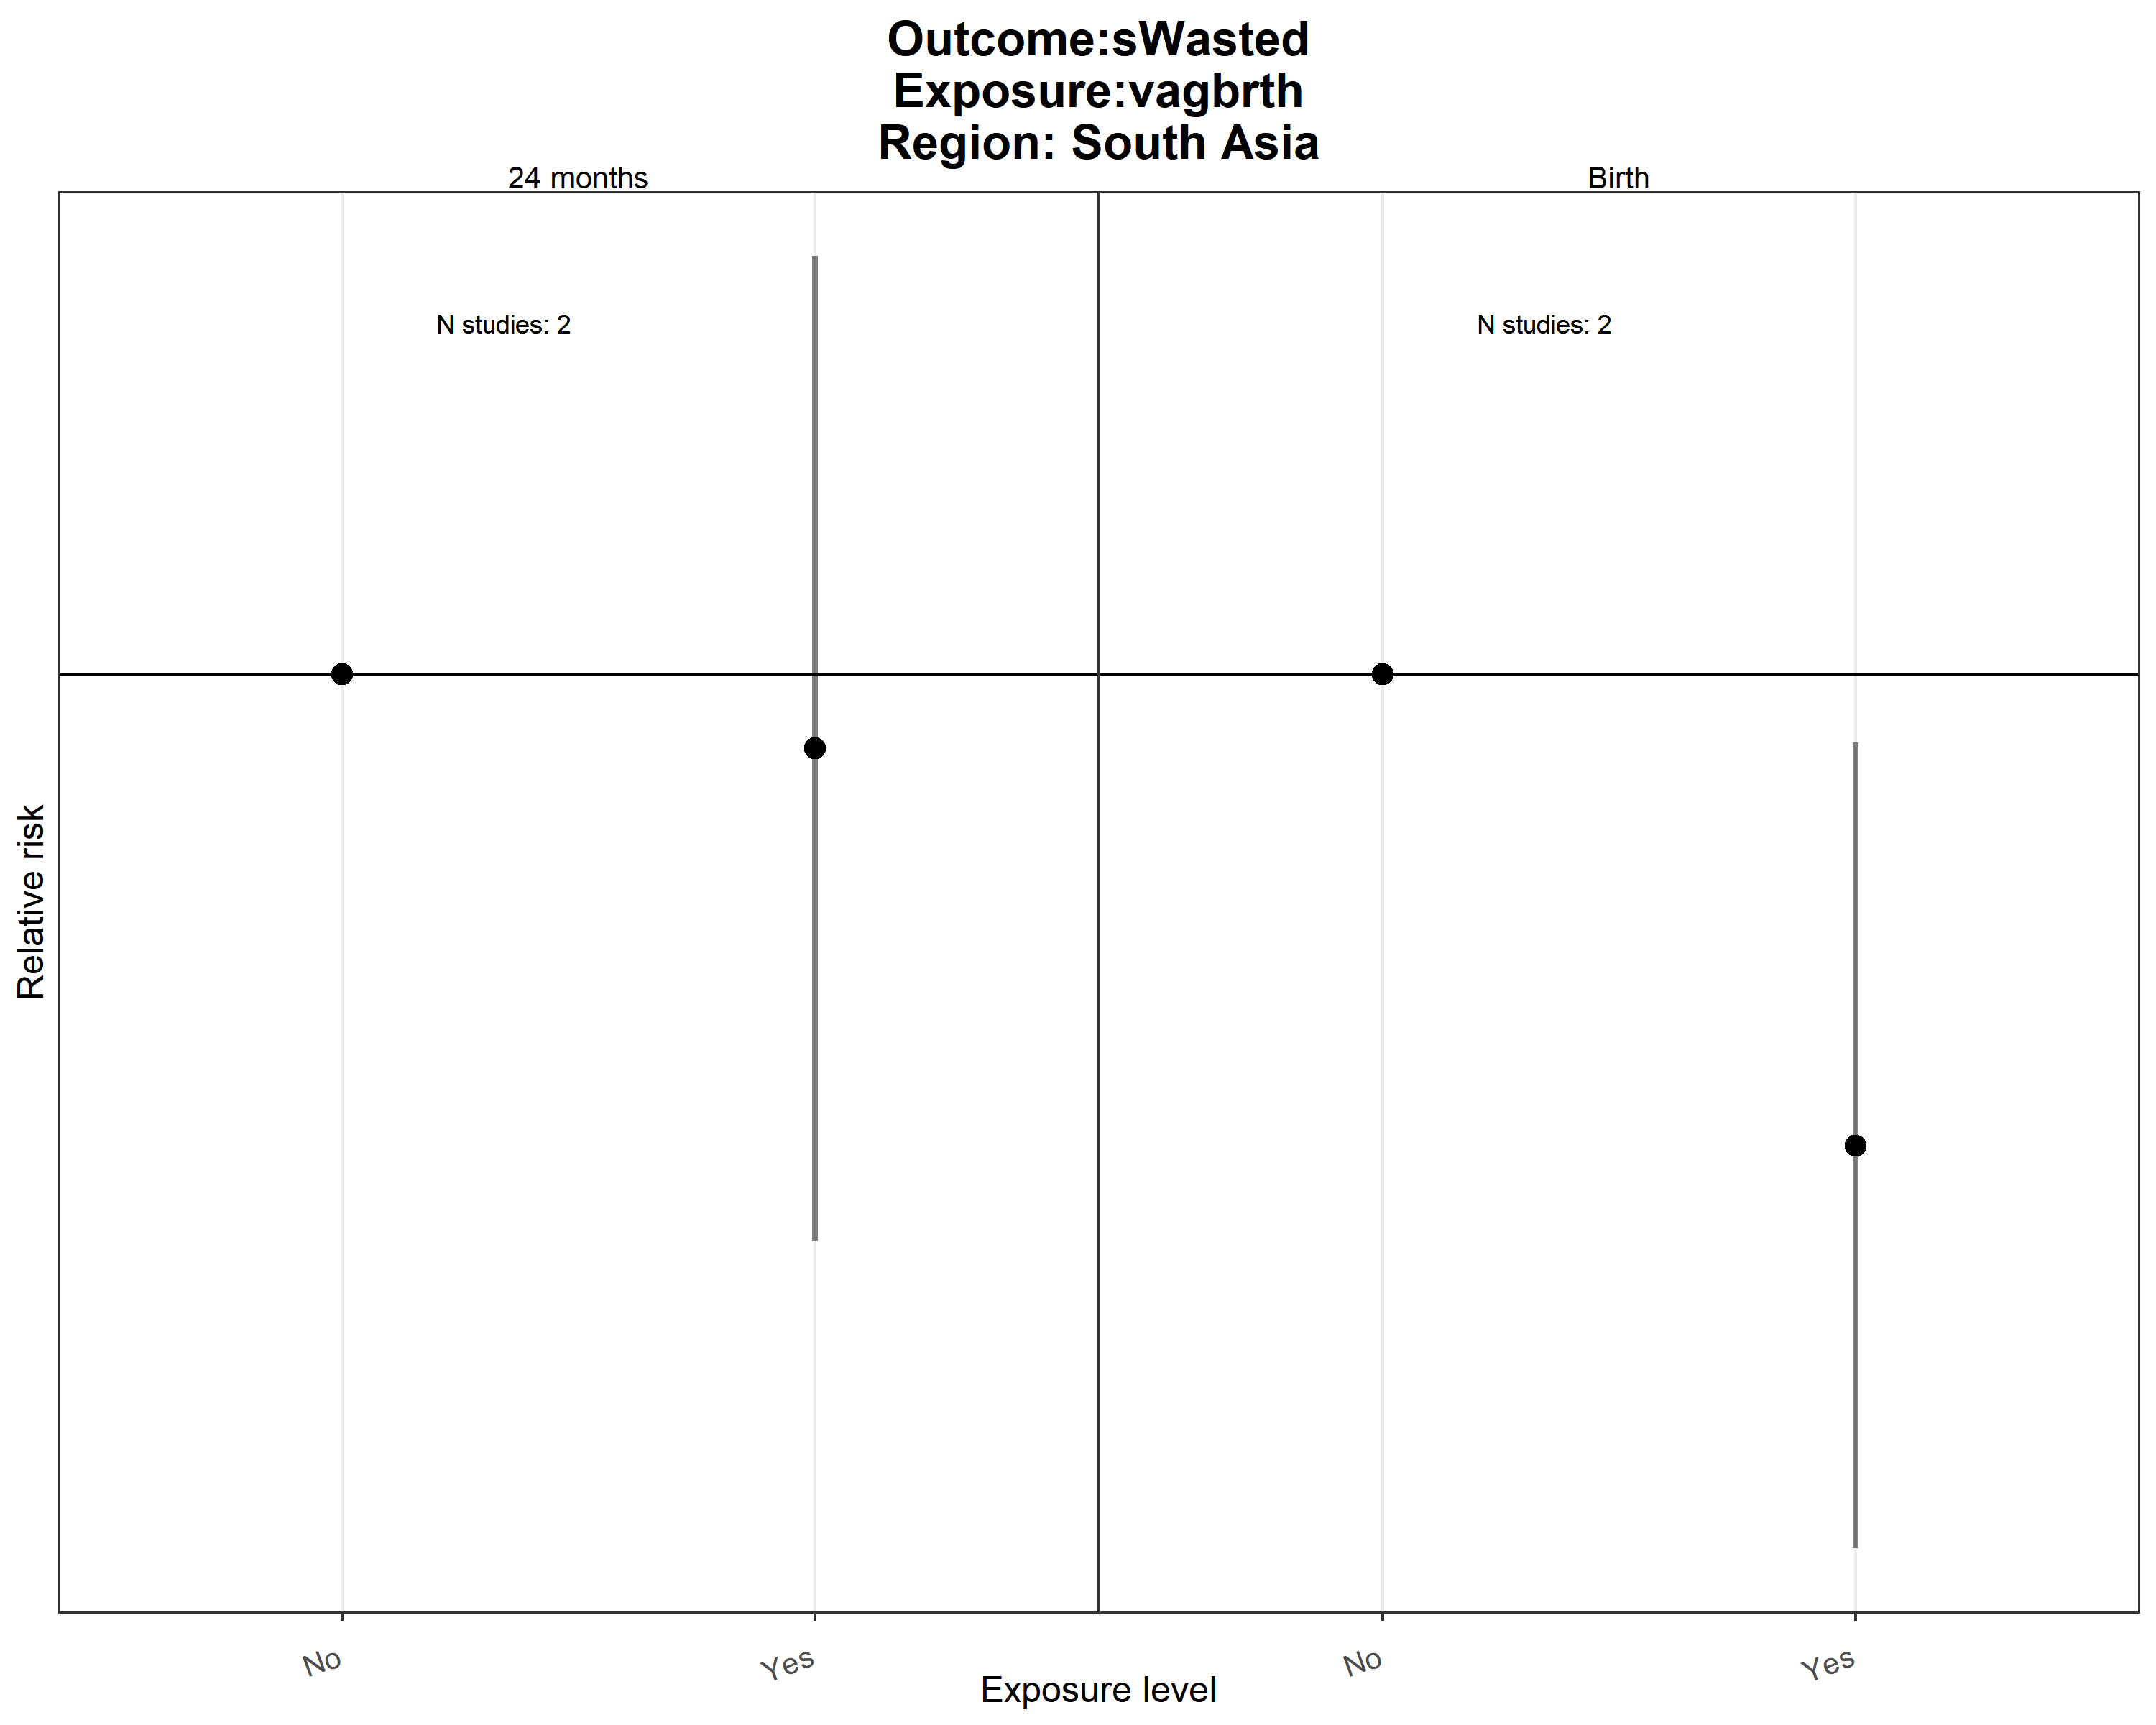 Outcome:sWasted
Exposure:vagbrth
Region: South Asia
24 months
Birth
N studies: 2
N studies: 2
Relative risk
No
Yes
No
Yes
Exposure level